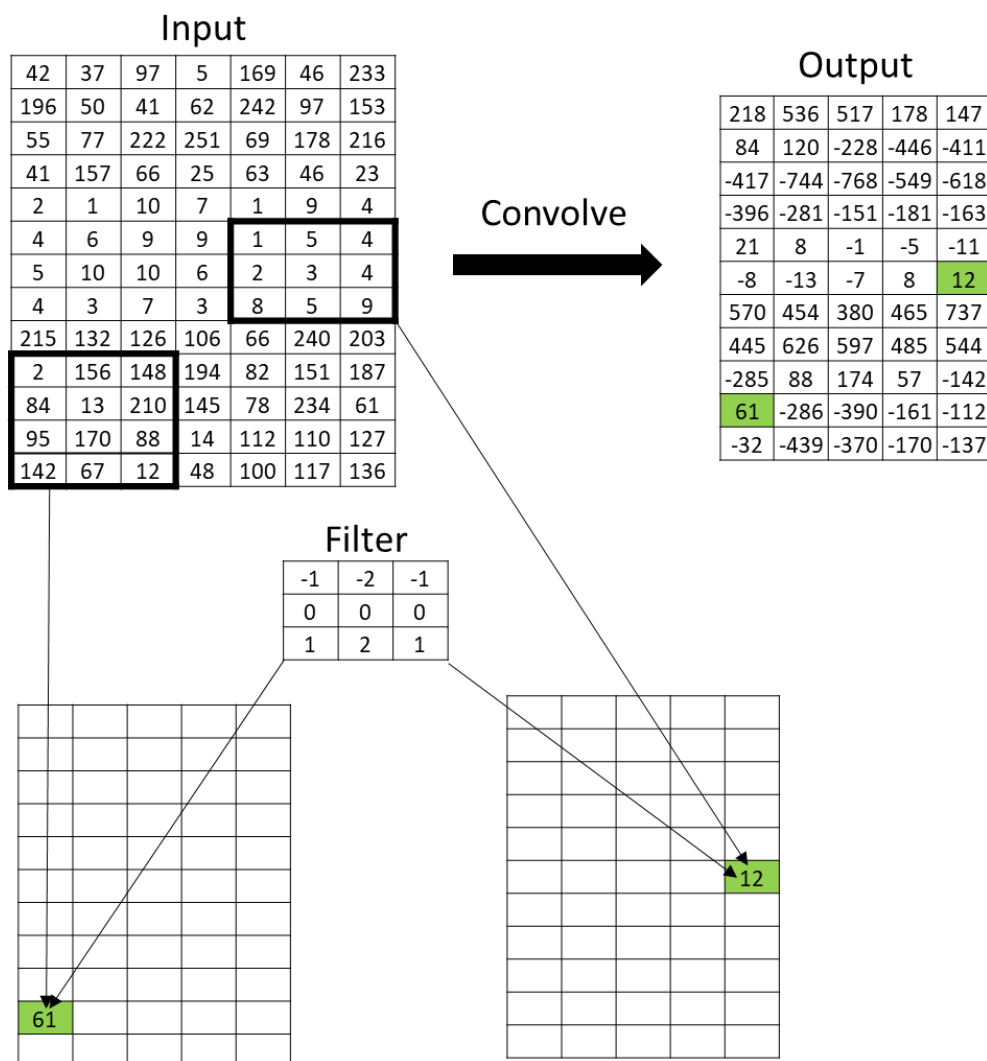 Input
42 37 97 5 169 46 233
196 50 41 62 242 97 153
55 77 222 251 69 178 216
41 157 66 25 63 46 23
2 1 10 7 1 9 4
4 6 9 9 1 5 4
5 10 10 6 2 3 4
4 3 7 3 8 5 9
215 132 126 106 66 240 203
2 156 148 194 82 151 187
84 13 210 145 78 234 61
95 170 88 14 112 110 127
142 67 12 48 100 117 136
Convolve
Output
218 536 517 178 147
84 120 -228 -446 -411
-417 -744 -768 -549 -618
-396 -281 -151 -181 -163
21 8 -1 -5 -11
-8 -13 -7 8 12
570 454 380 465 737
445 626 597 485 544
-285 88 174 57 -142
61 -286 -390 -161 -112
-32 -439 -370 -170 -137
Filter
-1 -2 -1
0 0 0
1 2 1
61
12